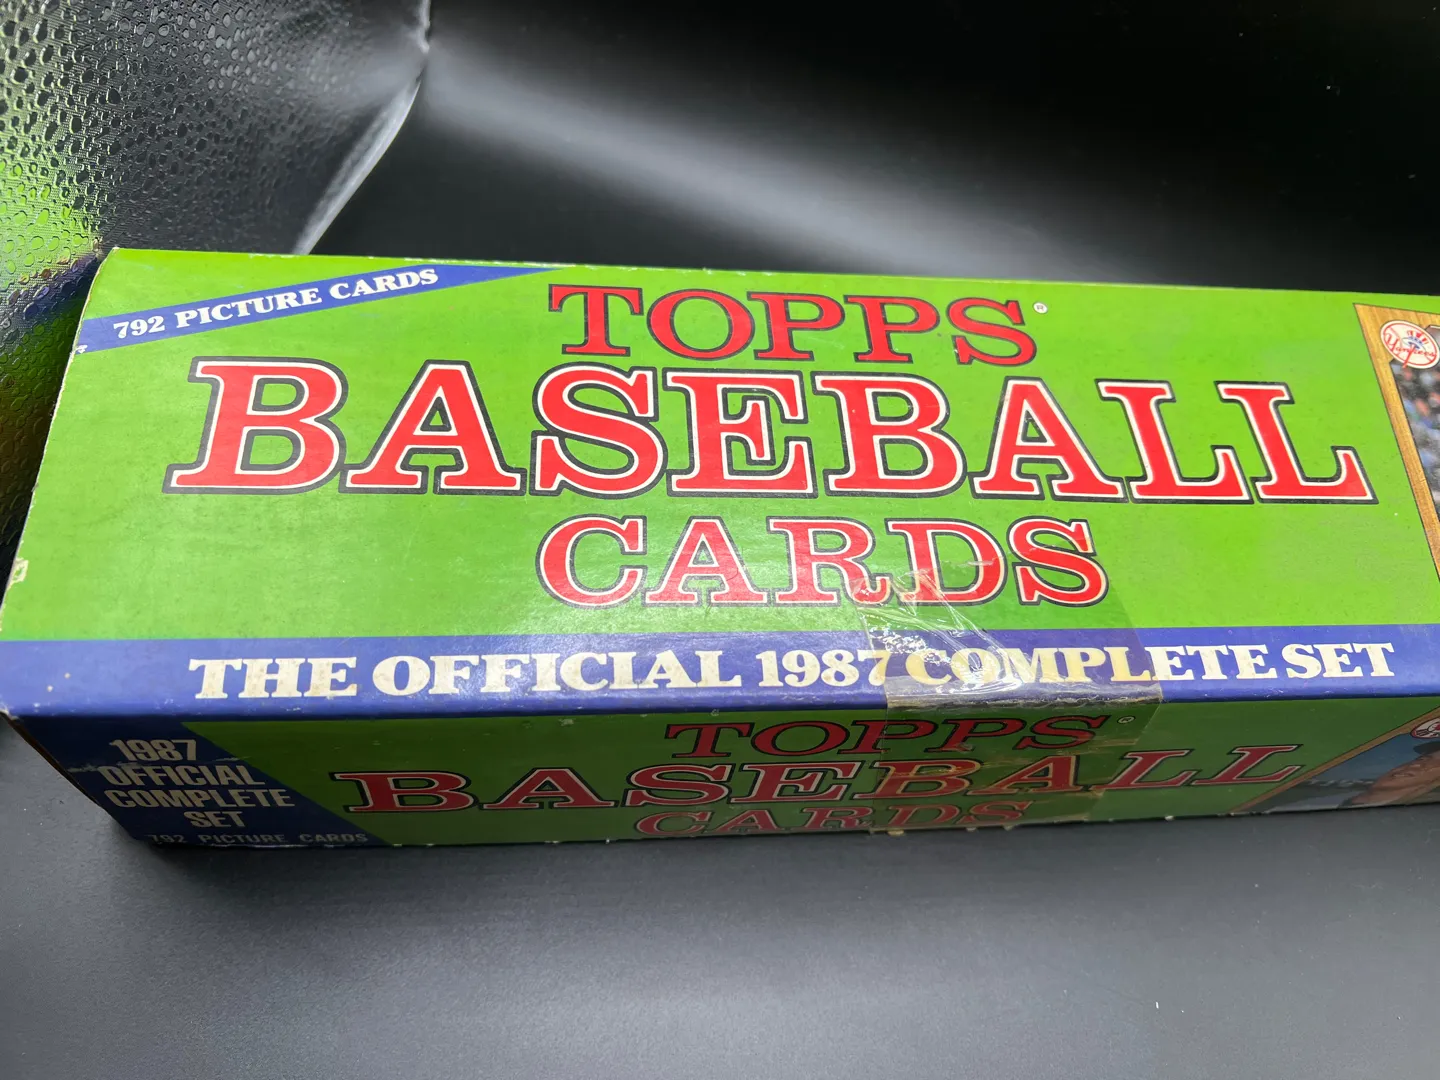 792 PICTURE CARDS
TOPPS®
BASEBALL
CARDS
Yankees
THE OFFICIAL 1987 COMPLETE SET
1987
OFFICIAL
COMPLETE
SET
792 PICTURE CARDS
TOPPS®
BASEBALL
CARDS